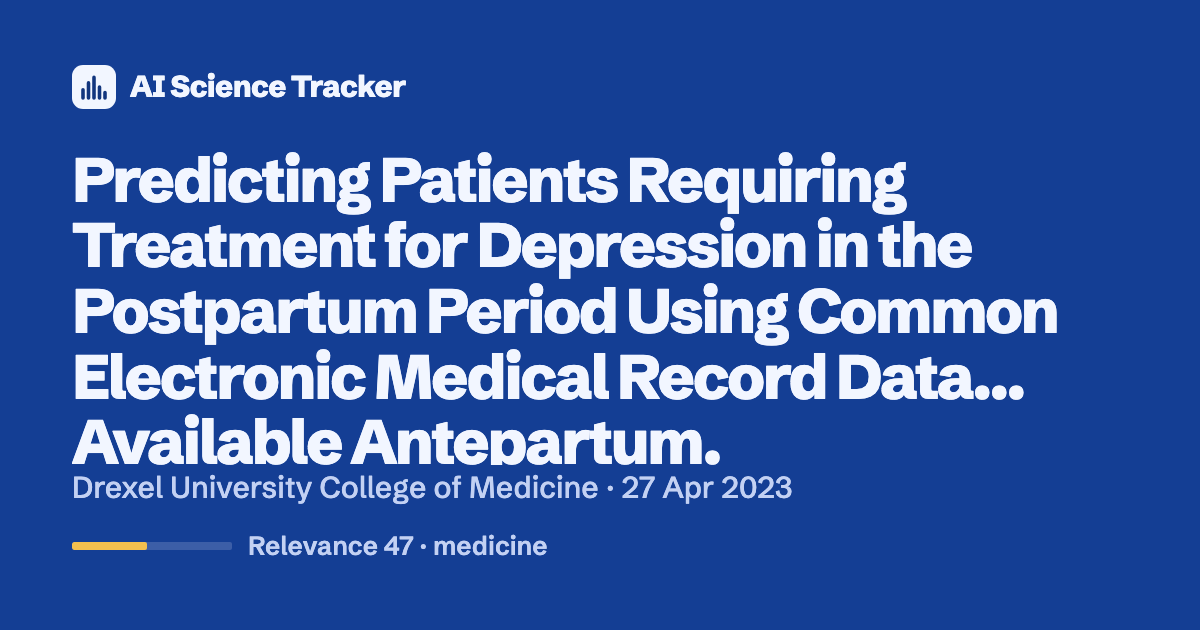 AI Science Tracker
Predicting Patients Requiring
Treatment for Depression in the
Postpartum Period Using Common
Electronic Medical Record Data...
Available Antepartum.
Drexel University College of Medicine · 27 Apr 2023
Relevance 47 · medicine